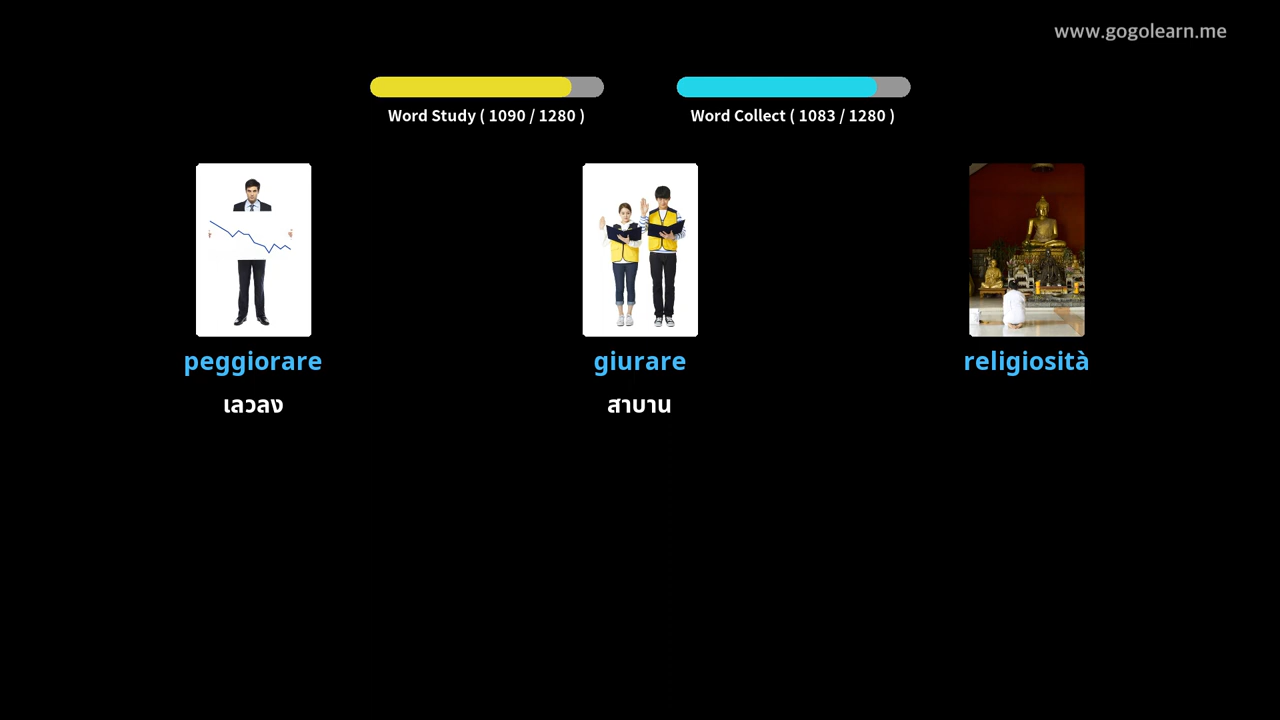 www.gogolearn.me
Word Study ( 1090 / 1280 )
Word Collect ( 1083 / 1280 )
peggiorare
giurare
religiosità
เลวลง
สาบาน